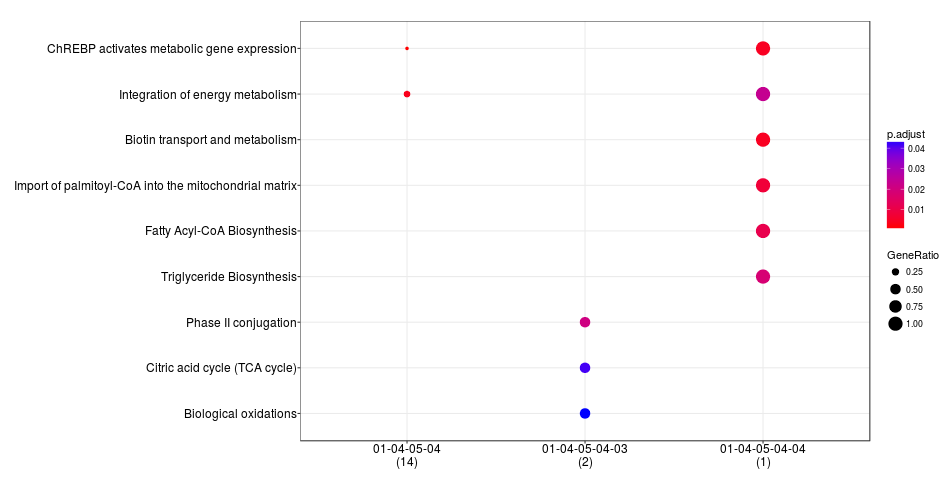 ChREBP activates metabolic gene expression
Integration of energy metabolism
Biotin transport and metabolism
Import of palmitoyl-CoA into the mitochondrial matrix
Fatty Acyl-CoA Biosynthesis
Triglyceride Biosynthesis
Phase II conjugation
Citric acid cycle (TCA cycle)
Biological oxidations
01-04-05-04
(14)
01-04-05-04-03
(2)
01-04-05-04-04
(1)
p.adjust
0.04
0.03
0.02
0.01
GeneRatio
0.25
0.50
0.75
1.00